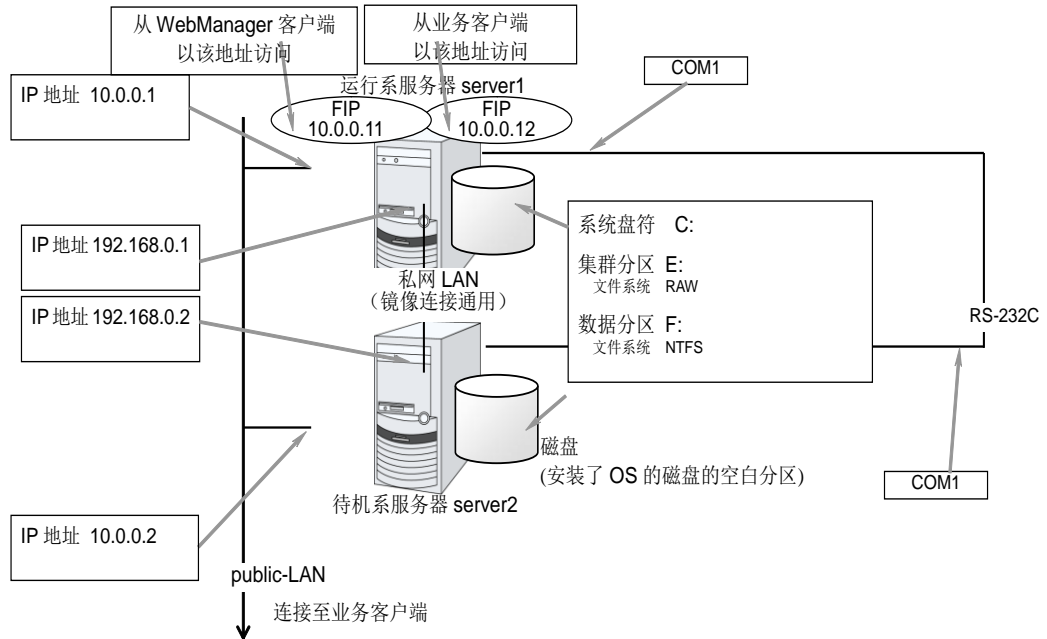 从 WebManager 客户端
以该地址访问
从业务客户端
以该地址访问
COM1
IP 地址 10.0.0.1
运行系服务器 server1
FIP
10.0.0.11
FIP
10.0.0.12
系统盘符 C:
集群分区 E:
文件系统 RAW
数据分区 F:
文件系统 NTFS
IP 地址 192.168.0.1
私网 LAN
（镜像连接通用）
IP 地址 192.168.0.2
RS-232C
磁盘
(安装了 OS 的磁盘的空白分区)
COM1
待机系服务器 server2
IP 地址 10.0.0.2
public-LAN
连接至业务客户端